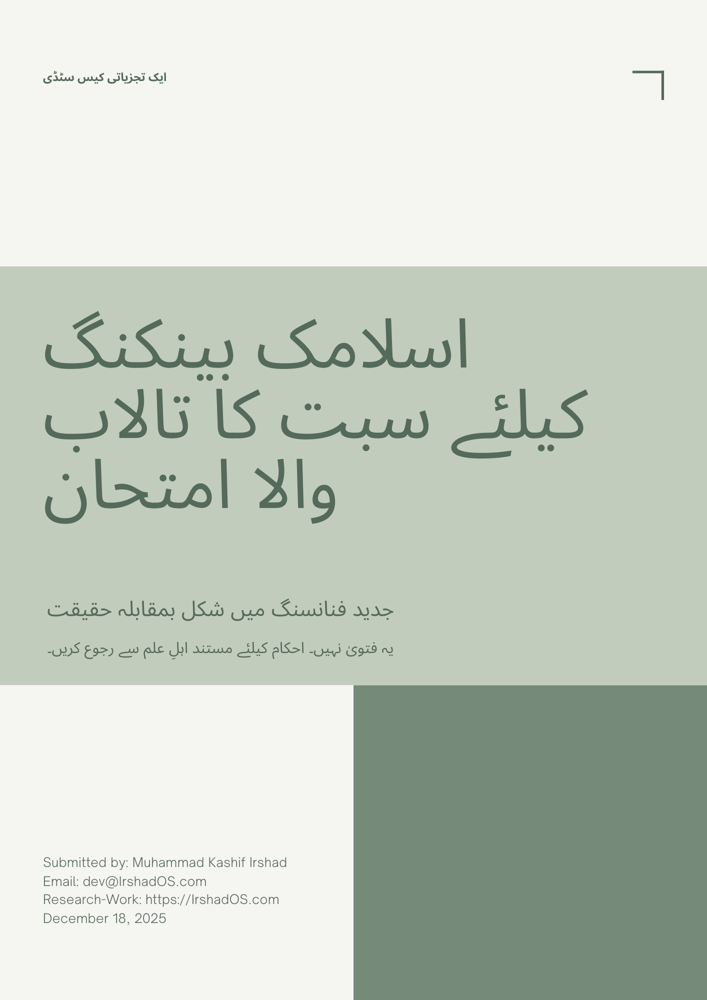 ایک تجزیاتی کیس سٹڈی
اسلامک بینکنگ
کیلئے سبت کا تالاب
والا امتحان
جدید فنانسنگ میں شکل بمقابلہ حقیقت
یہ فتویٰ نہیں۔ احکام کیلئے مستند اہلِ علم سے رجوع کریں۔
Submitted by: Muhammad Kashif Irshad
Email: dev@IrshadOS.com
Research-Work: https://IrshadOS.com
December 18, 2025